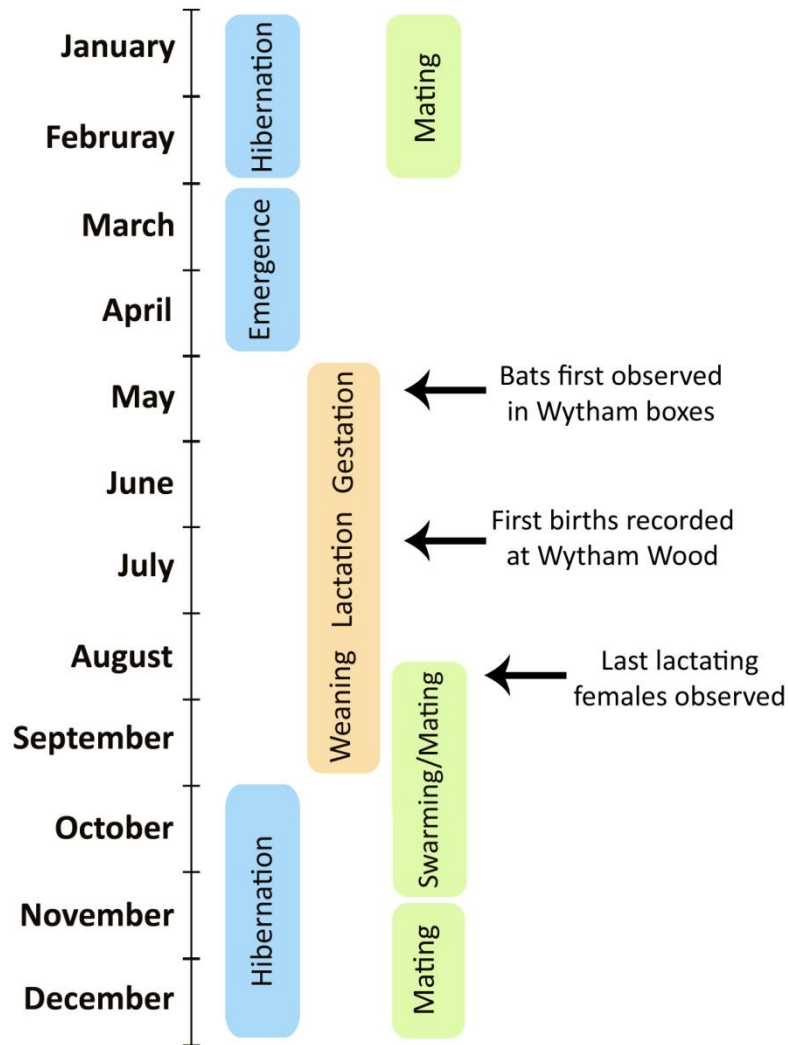 January
Hibernation
Mating
Februray
March
Emergence
April
May
Gestation
Bats first observed
in Wytham boxes
June
July
Lactation
First births recorded
at Wytham Wood
August
Weaning
Last lactating
females observed
September
Swarming/Mating
October
Hibernation
November
Mating
December